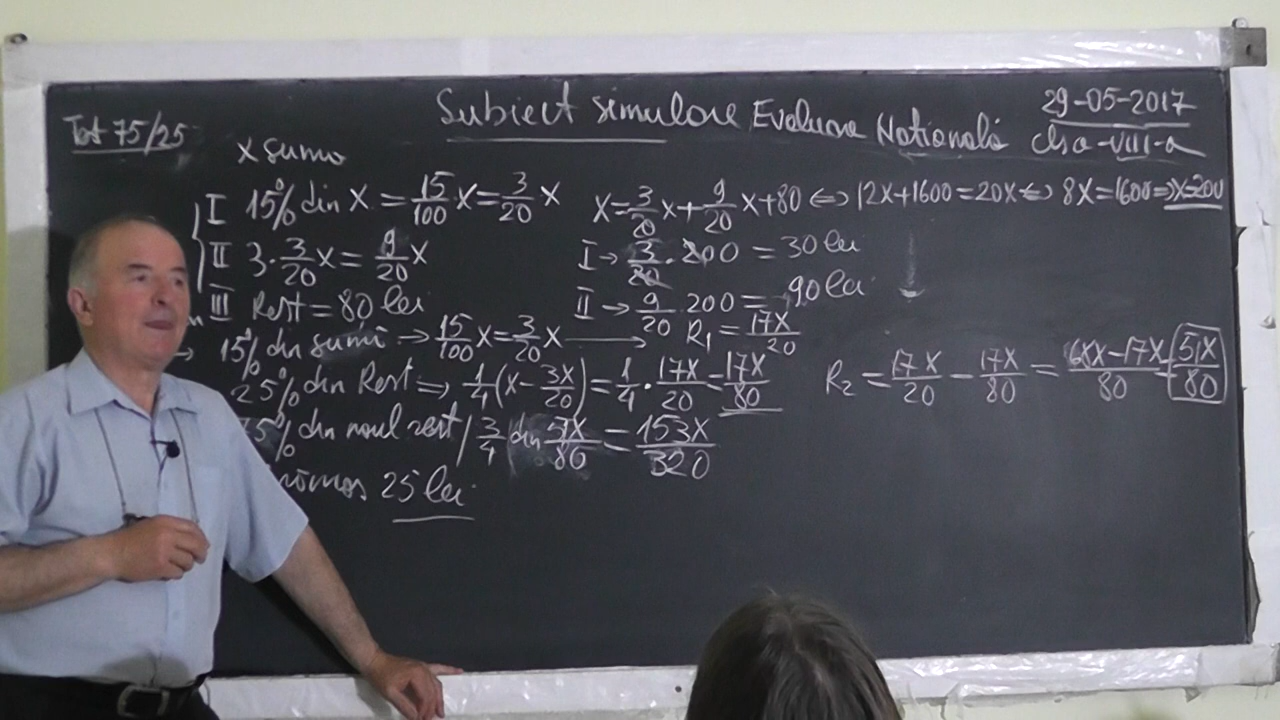 Subiect simulare Evaluare Națională
29-05-2017
clsa-VIII-a
Test 75/25
x suma
I 15% din x = 15/100 x = 3/20 x
II 3·3/20 x = 9/20 x
III Rest = 80 lei
x = 3/20 x + 9/20 x + 80 ⇔ 12x + 1600 = 20x ⇔ 8x = 1600 ⇒ x = 200
I → 3/20 · 200 = 30 lei
II → 9/20 · 200 = 90 lei
→ 15% din sumă → 15/100 x = 3/20 x → R₁ = 17x/20
25% din Rest ⇒ 1/4 (x − 3x/20) = 1/4 · 17x/20 = 17x/80
R₂ = 17x/20 − 17x/80 = 68x − 17x/80 = 51x/80
75% din noul rest / 3/4 din 51x/80 = 153x/320
rămas 25 lei